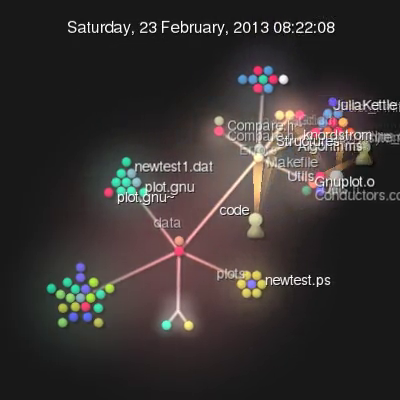 Saturday, 23 February, 2013 08:22:08
JuliaKettle
Compare.h
knordstrom
Structures
Algorithms
Errors
Makefile
newtest1.dat
Utils
Gnuplot.o
plot.gnu
plot.gnu~
Conductors.co
code
data
plots
newtest.ps